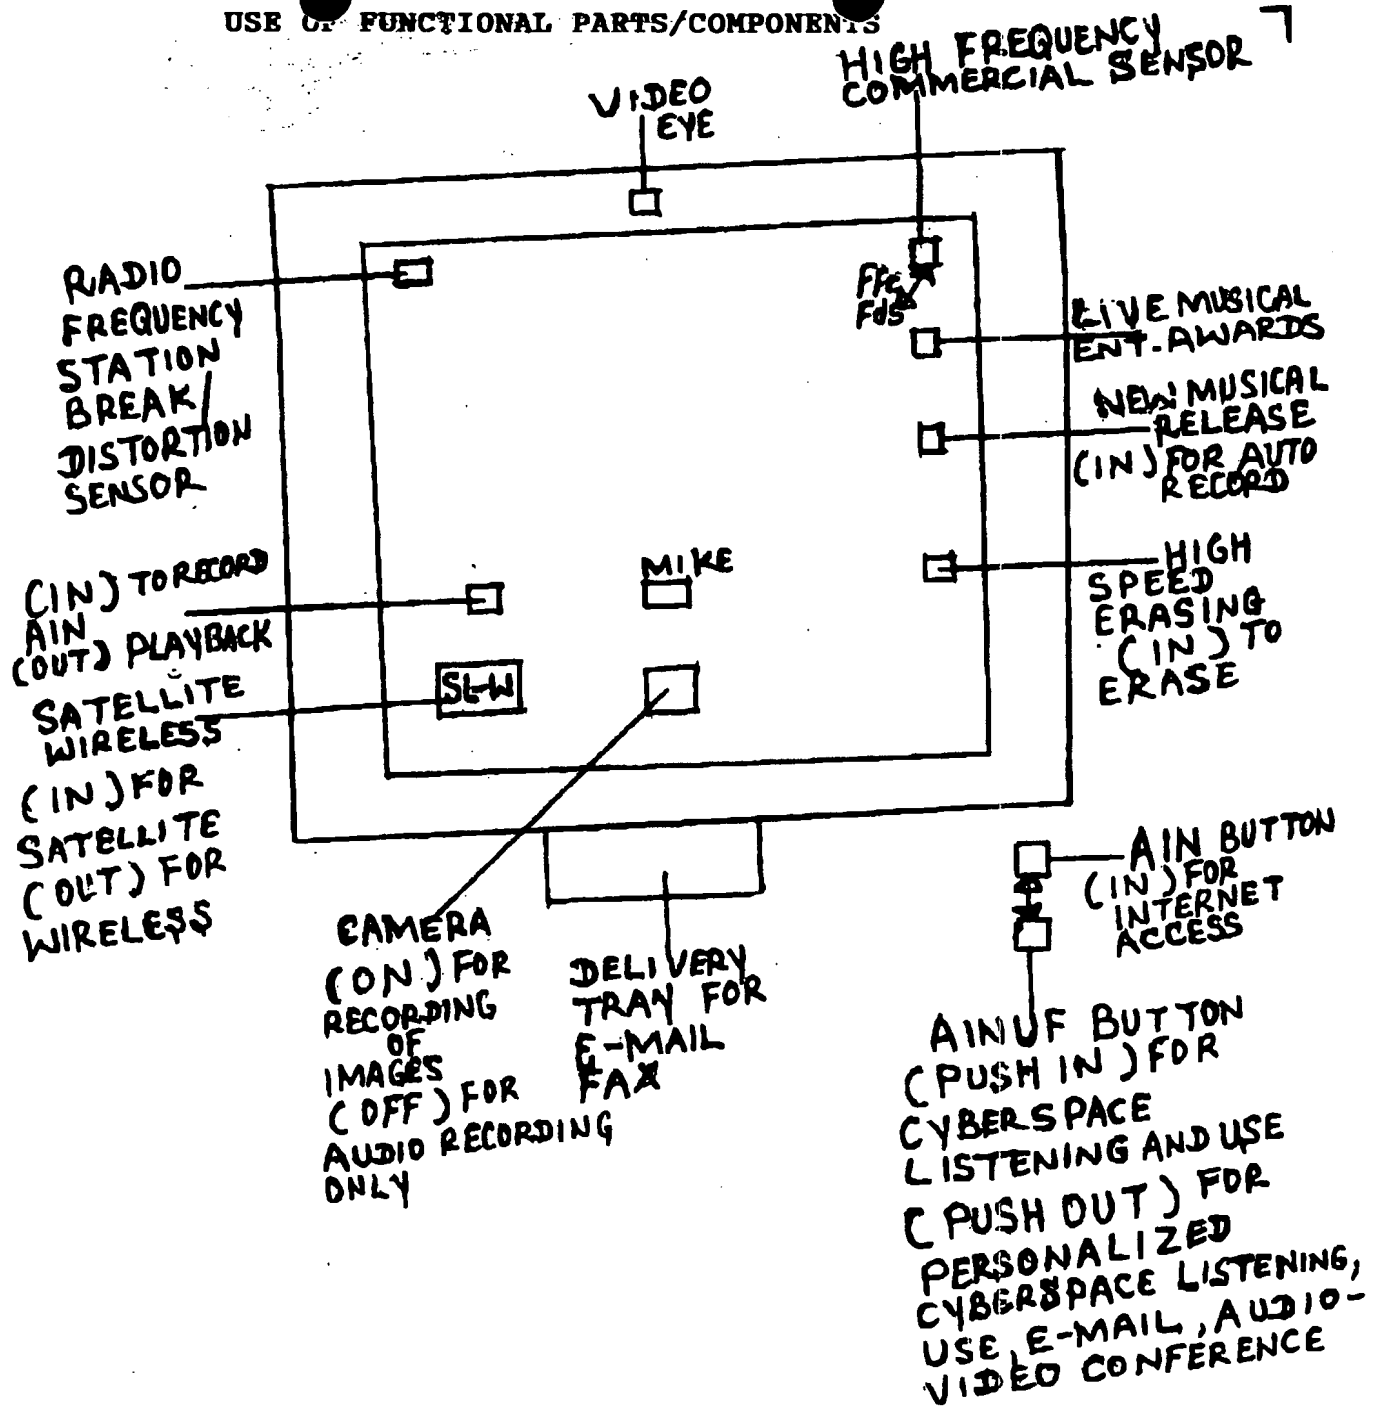 USE OF FUNCTIONAL PARTS/COMPONENTS
HIGH FREQUENCY
COMMERCIAL SENSOR
VIDEO
EYE
RADIO
FREQUENCY
STATION
BREAK/
DISTORTION
SENSOR
Ffc
Fds
LIVE MUSICAL
ENT. AWARDS
NEW MUSICAL
RELEASE
(IN) FOR AUTO
RECORD
(IN) TO RECORD
AIN
(OUT) PLAYBACK
MIKE
HIGH
SPEED
ERASING
(IN) TO
ERASE
SATELLITE
WIRELESS
(IN) FOR
SATELLITE
(OUT) FOR
WIRELESS
SL-W
CAMERA
(ON) FOR
RECORDING
OF
IMAGES
(OFF) FOR
AUDIO RECORDING
ONLY
DELIVERY
TRAY FOR
E-MAIL
FAX
AIN BUTTON
(IN) FOR
INTERNET
ACCESS
AINUF BUTTON
(PUSH IN) FOR
CYBERSPACE
LISTENING AND USE
(PUSH OUT) FOR
PERSONALIZED
CYBERSPACE LISTENING,
USE, E-MAIL, AUDIO-
VIDEO CONFERENCE